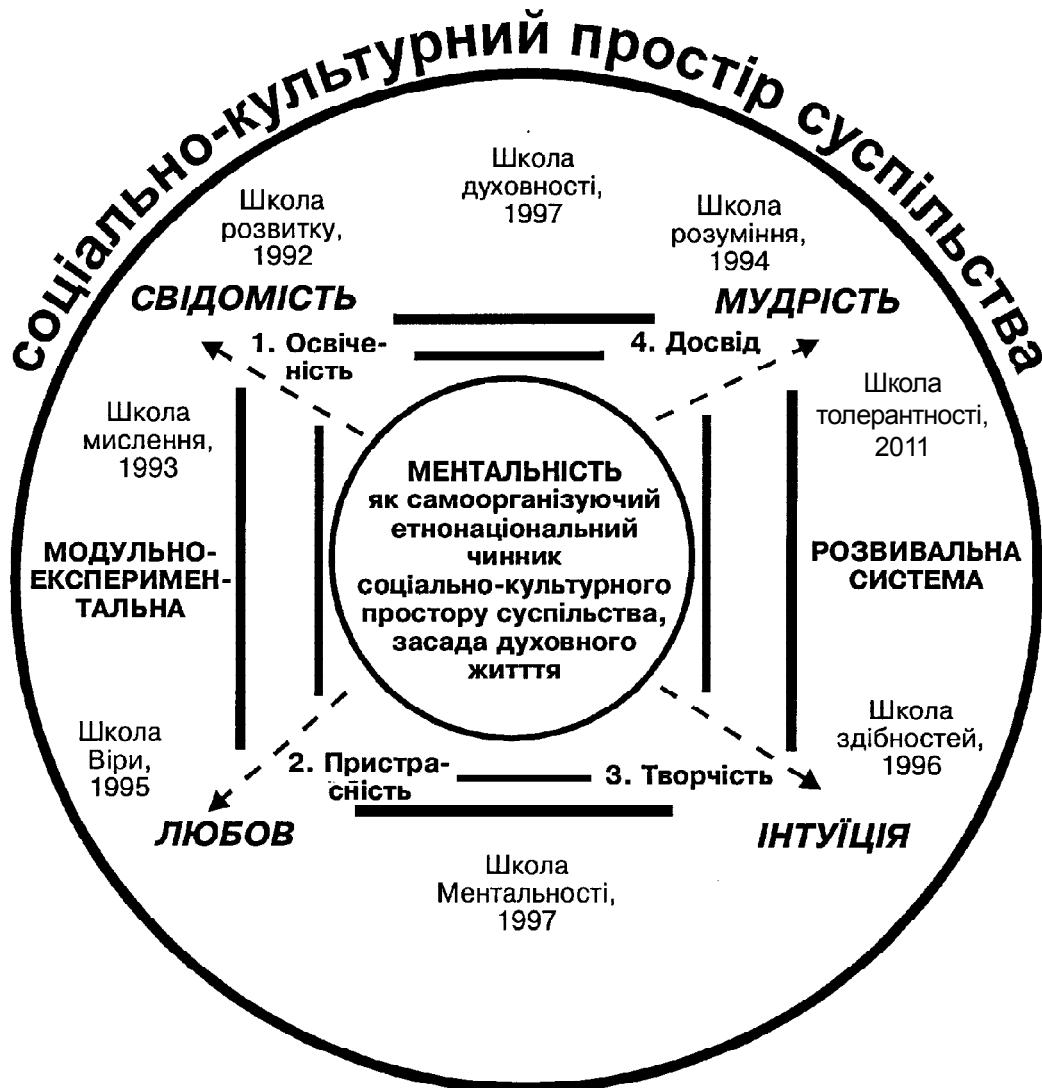 соціально-культурний простір суспільства
Школа
духовності,
1997
Школа
розвитку,
1992
Школа
розуміння,
1994
СВІДОМІСТЬ
МУДРІСТЬ
1. Освіче-
ність
4. Досвід
Школа
мислення,
1993
Школа
толерантності,
2011
МЕНТАЛЬНІСТЬ
як самоорганізуючий
етнонаціональний
чинник
соціально-культурного
простору суспільства,
засада духовного
житття
МОДУЛЬНО-
ЕКСПЕРИМЕН-
ТАЛЬНА
РОЗВИВАЛЬНА
СИСТЕМА
Школа
Віри,
1995
Школа
здібностей,
1996
2. Пристра-
сність
3. Творчість
ЛЮБОВ
ІНТУЇЦІЯ
Школа
Ментальності,
1997